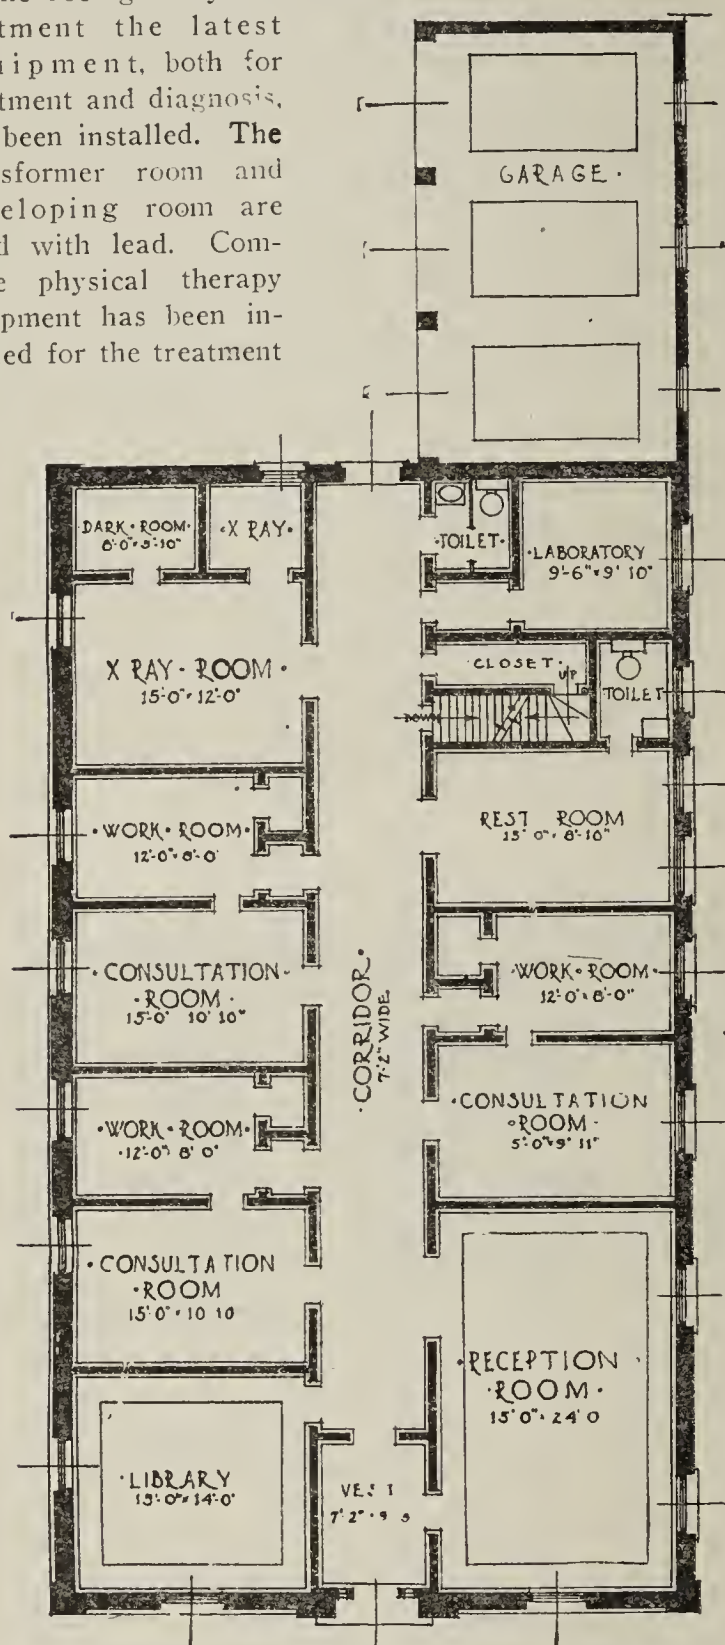 tment the latest
uipment, both for
tment and diagnosis,
been installed. The
sformer room and
eloping room are
d with lead. Com-
e physical therapy
ipment has been in-
ed for the treatment
GARAGE ·
· DARK · ROOM ·
· X RAY ·
· TOILET ·
· LABORATORY
9'-6" × 9' 10"
X RAY · ROOM ·
15'-0" · 12'-0"
CLOSET ·
UP
TOILET
DOWN
REST ROOM
15' 0" · 8'-10"
· WORK · ROOM ·
12'-0" · 8'-0"
· CONSULTATION ·
· ROOM ·
15'-0" 10' 10"
· CORRIDOR ·
7'-2" WIDE
· WORK · ROOM ·
12'-0" × 8'-0"
· WORK · ROOM ·
· 12'-0" 8' 0"
· CONSULTATION
· ROOM ·
5'-0" × 9' 11"
· CONSULTATION
· ROOM
15'-0" · 10 10
· RECEPTION
· ROOM ·
15' 0" · 24' 0
· LIBRARY
14'-0"
VEST
7'-2"